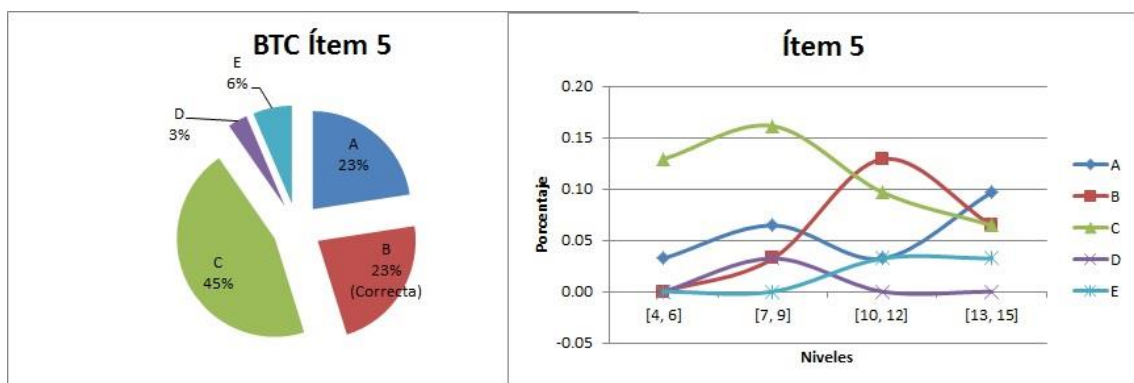 BTC Ítem 5
E
6%
D
3%
A
23%
B
23%
(Correcta)
C
45%
Ítem 5
Porcentaje
0.20
0.15
0.10
0.05
0.00
-0.05
[4, 6]
[7, 9]
[10, 12]
[13, 15]
Niveles
A
B
C
D
E